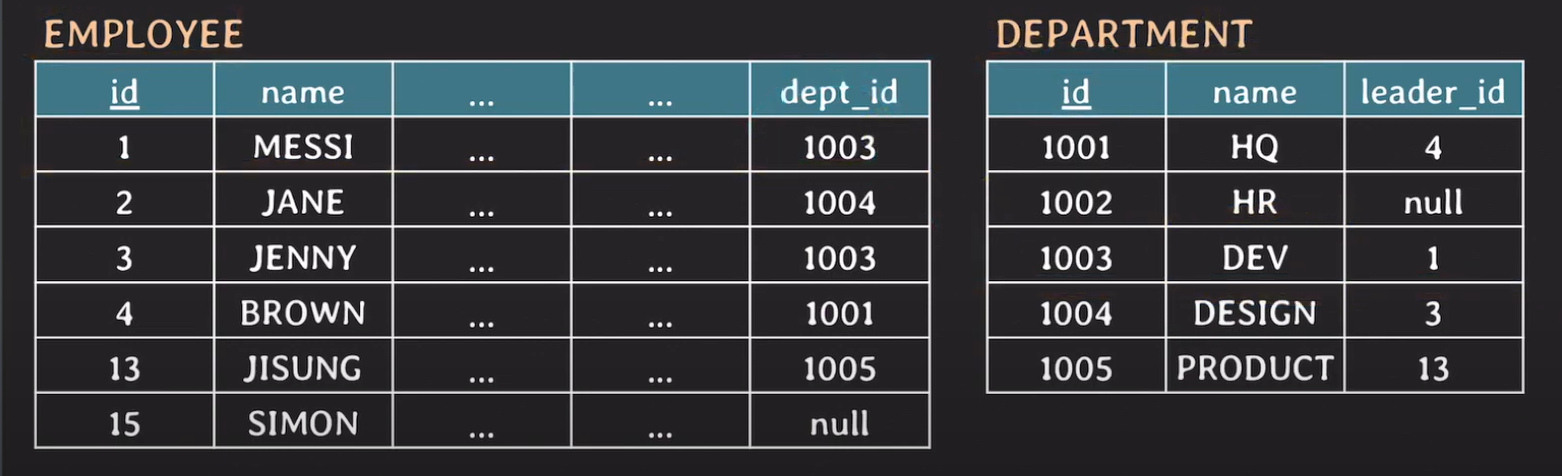 EMPLOYEE
id name ... ... dept_id
1 MESSI ... ... 1003
2 JANE ... ... 1004
3 JENNY ... ... 1003
4 BROWN ... ... 1001
13 JISUNG ... ... 1005
15 SIMON ... ... null
DEPARTMENT
id name leader_id
1001 HQ 4
1002 HR null
1003 DEV 1
1004 DESIGN 3
1005 PRODUCT 13